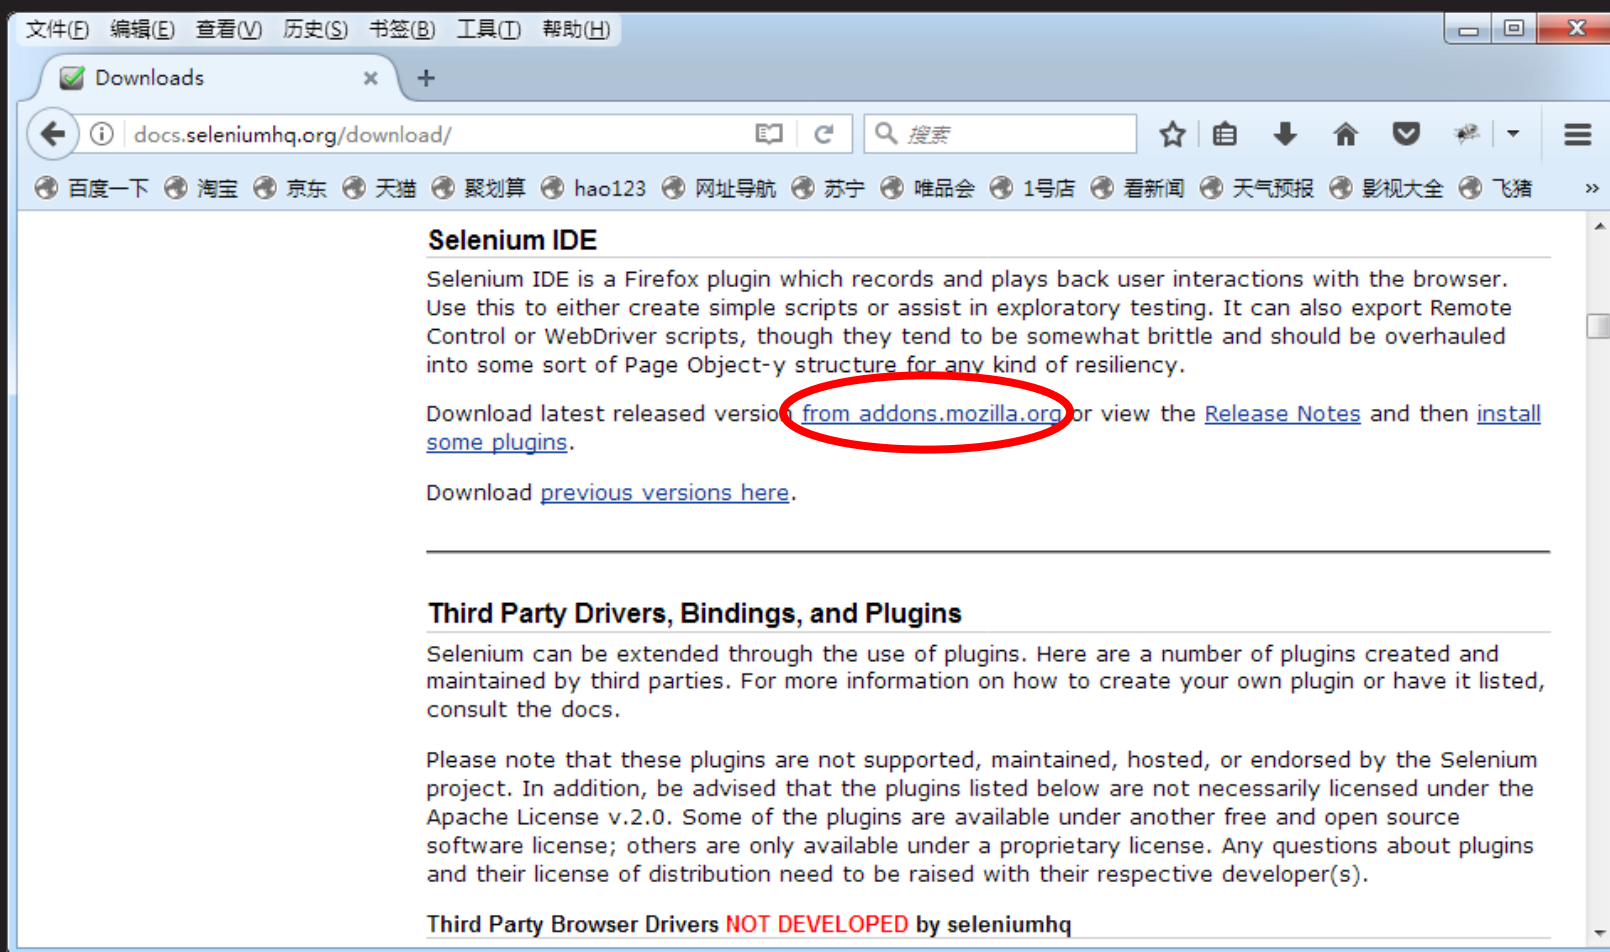 文件(F) 编辑(E) 查看(V) 历史(S) 书签(B) 工具(T) 帮助(H)
Downloads
docs.seleniumhq.org/download/ 搜索
百度一下 淘宝 京东 天猫 聚划算 hao123 网址导航 苏宁 唯品会 1号店 看新闻 天气预报 影视大全 飞猪 »
Selenium IDE
Selenium IDE is a Firefox plugin which records and plays back user interactions with the browser.
Use this to either create simple scripts or assist in exploratory testing. It can also export Remote
Control or WebDriver scripts, though they tend to be somewhat brittle and should be overhauled
into some sort of Page Object-y structure for any kind of resiliency.
Download latest released version from addons.mozilla.org or view the Release Notes and then install
some plugins.
Download previous versions here.
Third Party Drivers, Bindings, and Plugins
Selenium can be extended through the use of plugins. Here are a number of plugins created and
maintained by third parties. For more information on how to create your own plugin or have it listed,
consult the docs.
Please note that these plugins are not supported, maintained, hosted, or endorsed by the Selenium
project. In addition, be advised that the plugins listed below are not necessarily licensed under the
Apache License v.2.0. Some of the plugins are available under another free and open source
software license; others are only available under a proprietary license. Any questions about plugins
and their license of distribution need to be raised with their respective developer(s).
Third Party Browser Drivers NOT DEVELOPED by seleniumhq